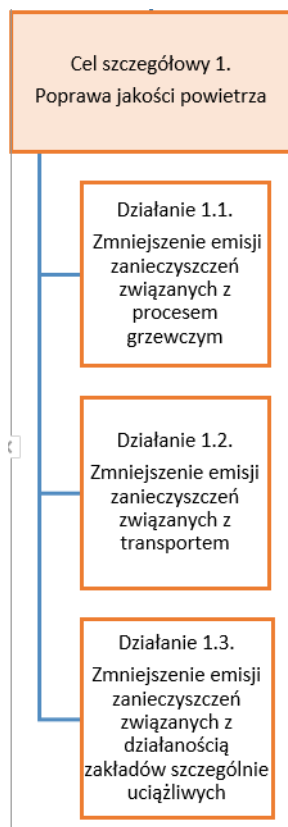 Cel szczegółowy 1.
Poprawa jakości powietrza
Działanie 1.1.
Zmniejszenie emisji
zanieczyszczeń
związanych z
procesem
grzewczym
Działanie 1.2.
Zmniejszenie emisji
zanieczyszczeń
związanych z
transportem
Działanie 1.3.
Zmniejszenie emisji
zanieczyszczeń
związanych z
działanością
zakładów szczególnie
uciążliwych